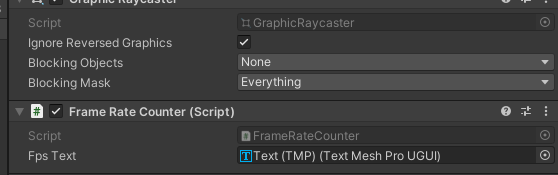 Graphic Raycaster
Script GraphicRaycaster
Ignore Reversed Graphics
Blocking Objects None
Blocking Mask Everything
# Frame Rate Counter (Script)
Script # FrameRateCounter
Fps Text T Text (TMP) (Text Mesh Pro UGUI)